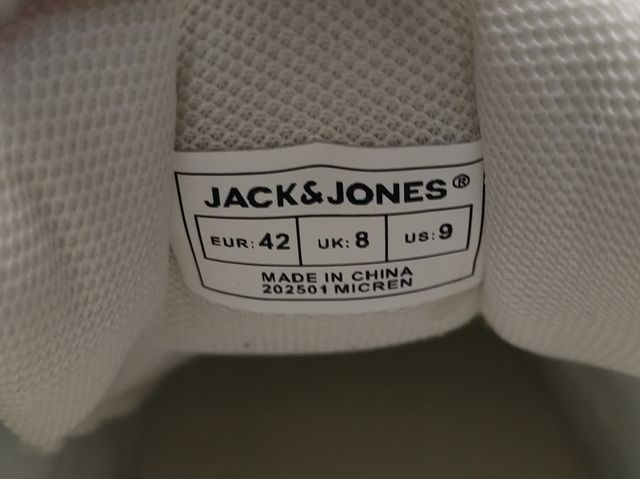 JACK&JONES®
EUR: 42 UK: 8 US: 9
MADE IN CHINA
202501 MICREN